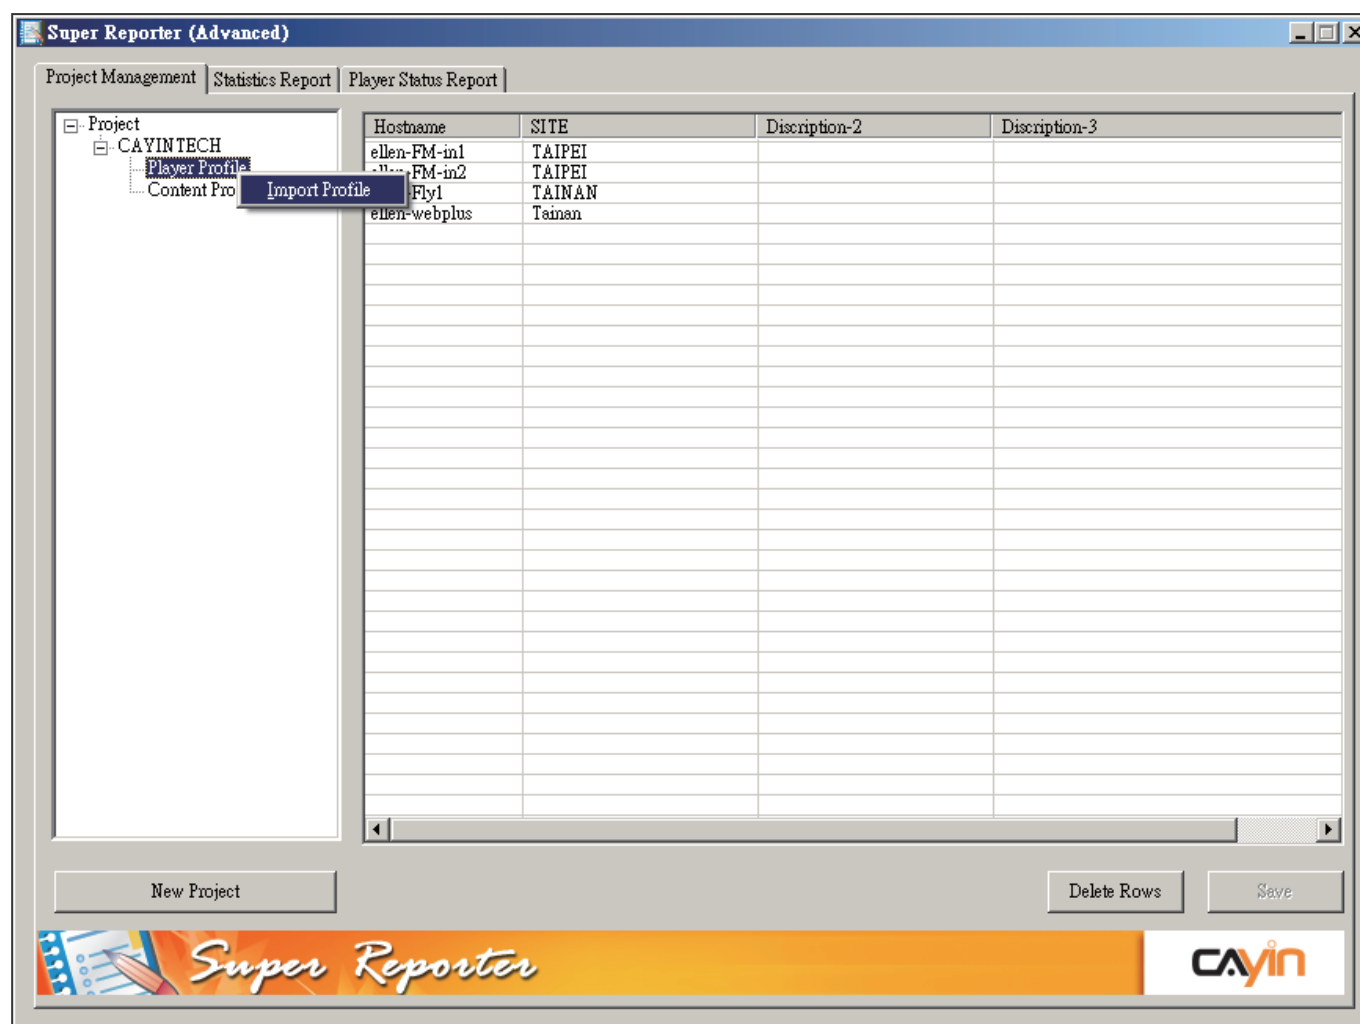 Super Reporter (Advanced)
Project Management Statistics Report Player Status Report
Project
CAYINTECH
Player Profile
Content Pro
Import Profile
Hostname SITE Discription-2 Discription-3
ellen-FM-in1 TAIPEI
-FM-in2 TAIPEI
-Fly1 TAINAN
ellen-webplus Tainan
New Project
Delete Rows Save
Super Reporter
CAYIN